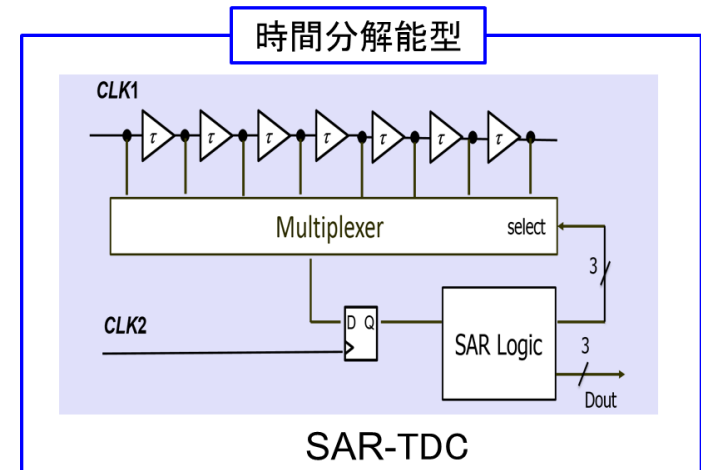 時間分解能型
CLK1
τ τ τ τ τ τ τ
Multiplexer
select
3
CLK2
D Q
SAR Logic
3
Dout
SAR-TDC